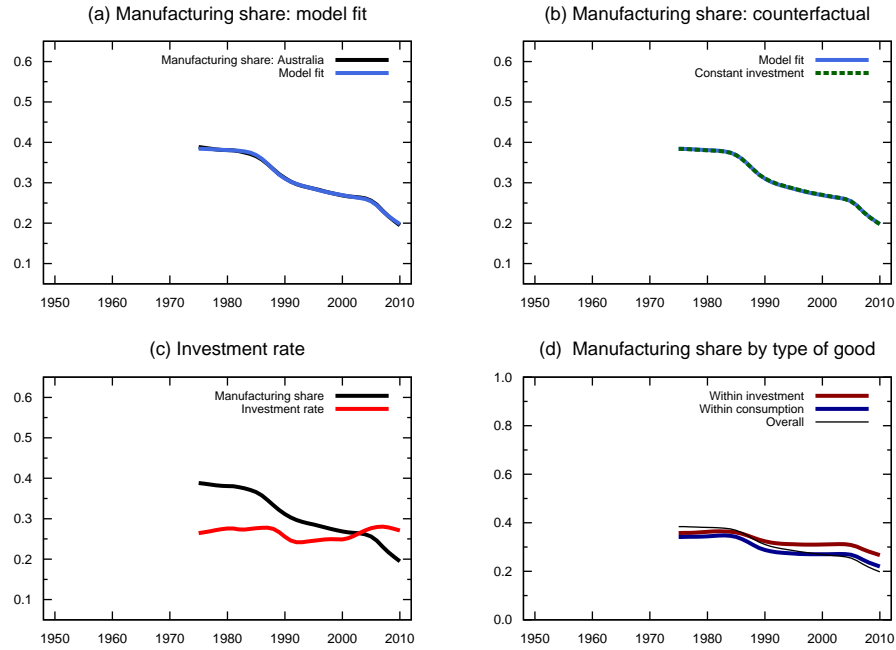 (a) Manufacturing share: model fit
0.6
0.5
0.4
0.3
0.2
0.1
Manufacturing share: Australia
Model fit
1950 1960 1970 1980 1990 2000 2010
(b) Manufacturing share: counterfactual
0.6
0.5
0.4
0.3
0.2
0.1
Model fit
Constant investment
1950 1960 1970 1980 1990 2000 2010
(c) Investment rate
0.6
0.5
0.4
0.3
0.2
0.1
Manufacturing share
Investment rate
1950 1960 1970 1980 1990 2000 2010
(d) Manufacturing share by type of good
1.0
0.8
0.6
0.4
0.2
0.0
Within investment
Within consumption
Overall
1950 1960 1970 1980 1990 2000 2010